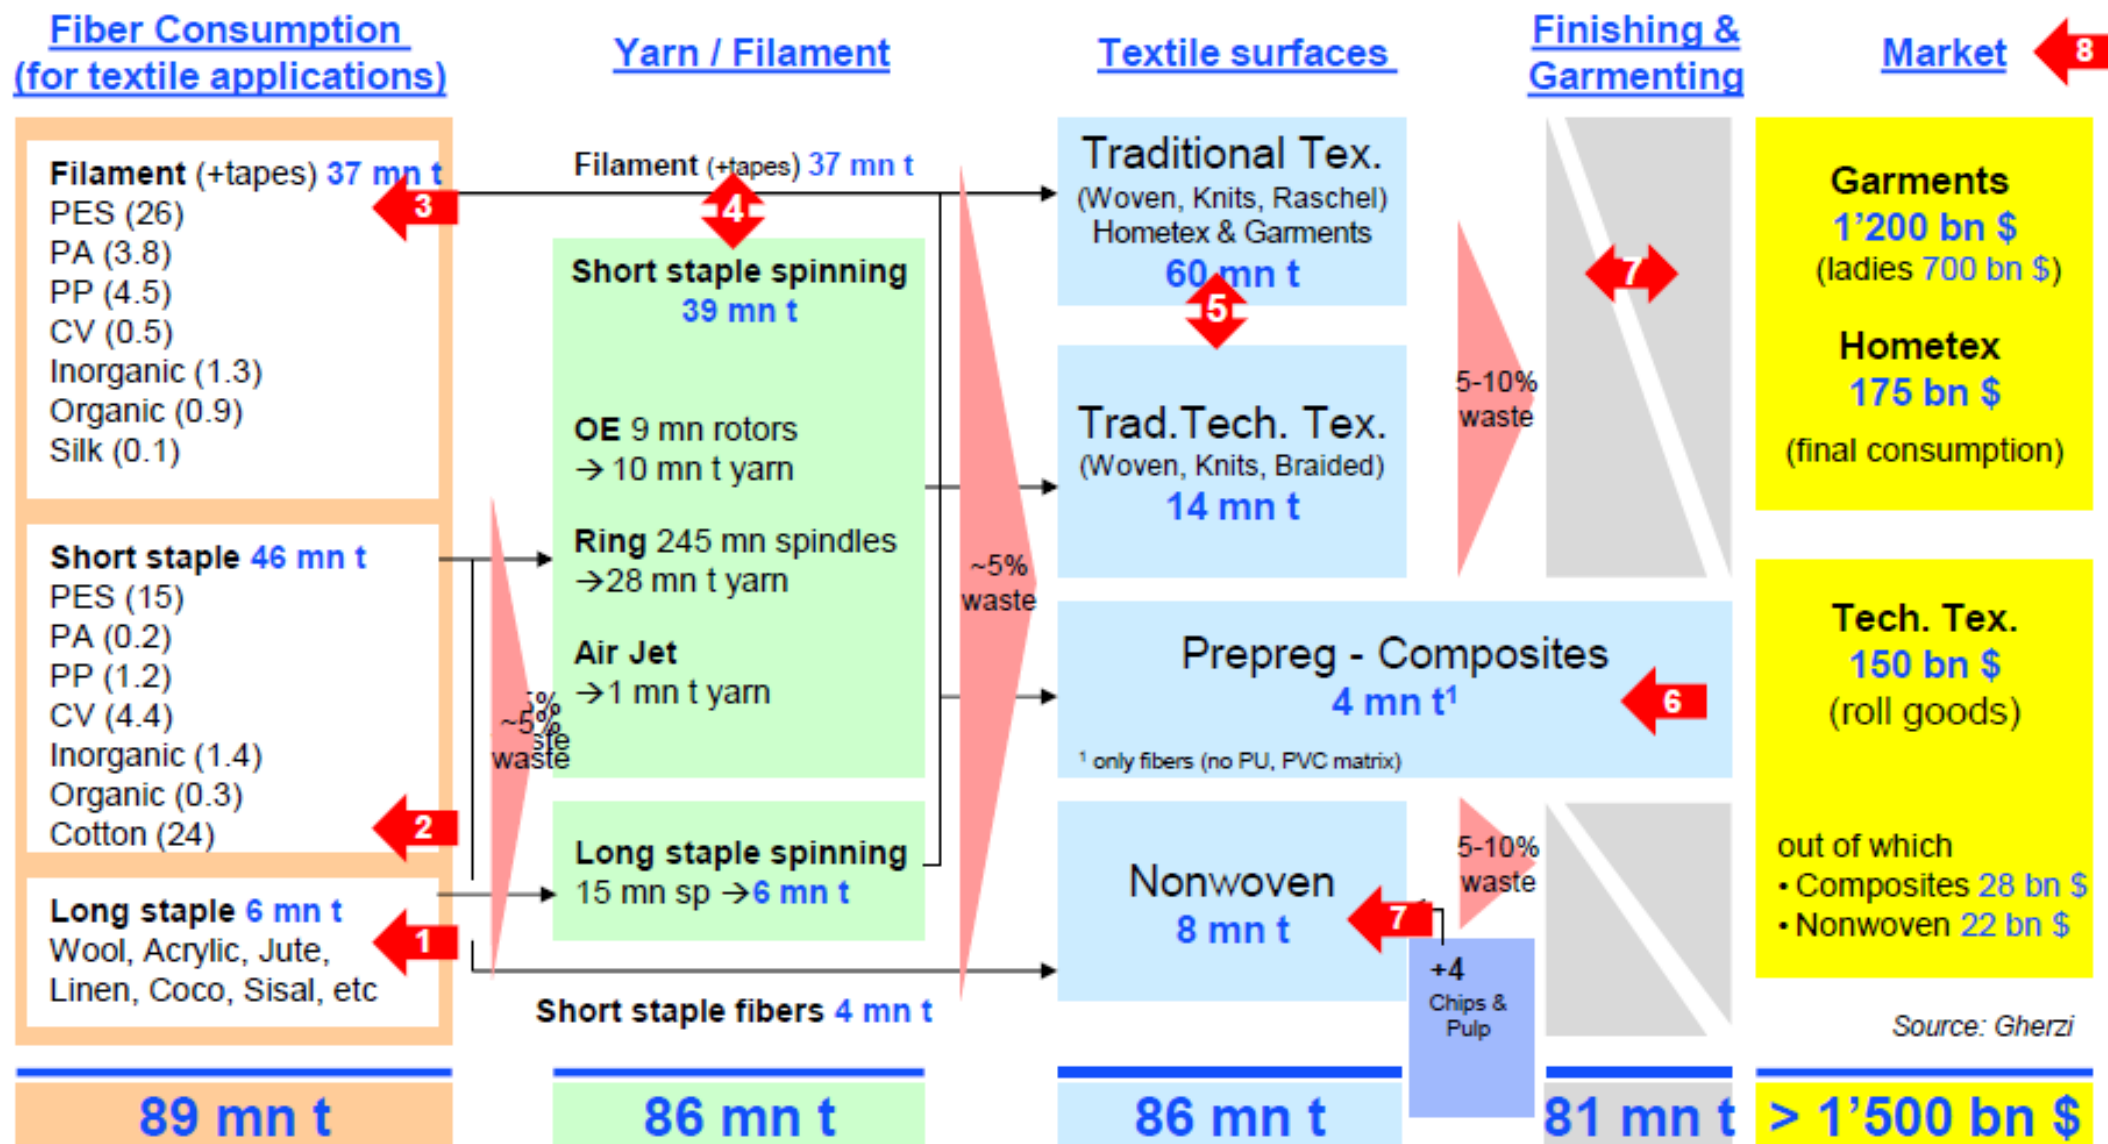 Fiber Consumption
(for textile applications)
Yarn / Filament
Textile surfaces
Finishing &
Garmenting
Market
8
Filament (+tapes) 37 mn t
3
PES (26)
PA (3.8)
PP (4.5)
CV (0.5)
Inorganic (1.3)
Organic (0.9)
Silk (0.1)
Short staple 46 mn t
PES (15)
PA (0.2)
PP (1.2)
CV (4.4)
Inorganic (1.4)
Organic (0.3)
Cotton (24)
2
Long staple 6 mn t
Wool, Acrylic, Jute,
1
Linen, Coco, Sisal, etc
89 mn t
~5%
waste
Filament (+tapes) 37 mn t
4
Short staple spinning
39 mn t
OE 9 mn rotors
→ 10 mn t yarn
Ring 245 mn spindles
→28 mn t yarn
Air Jet
→1 mn t yarn
Long staple spinning
15 mn sp →6 mn t
Short staple fibers 4 mn t
86 mn t
~5%
waste
Traditional Tex.
(Woven, Knits, Raschel)
Hometex & Garments
60 mn t
5
Trad.Tech. Tex.
(Woven, Knits, Braided)
14 mn t
Prepreg - Composites
4 mn t¹
6
¹ only fibers (no PU, PVC matrix)
Nonwoven
8 mn t
7
+4
Chips &
Pulp
86 mn t
5-10%
waste
7
5-10%
waste
81 mn t
Garments
1'200 bn $
(ladies 700 bn $)
Hometex
175 bn $
(final consumption)
Tech. Tex.
150 bn $
(roll goods)
out of which
• Composites 28 bn $
• Nonwoven 22 bn $
Source: Gherzi
> 1'500 bn $